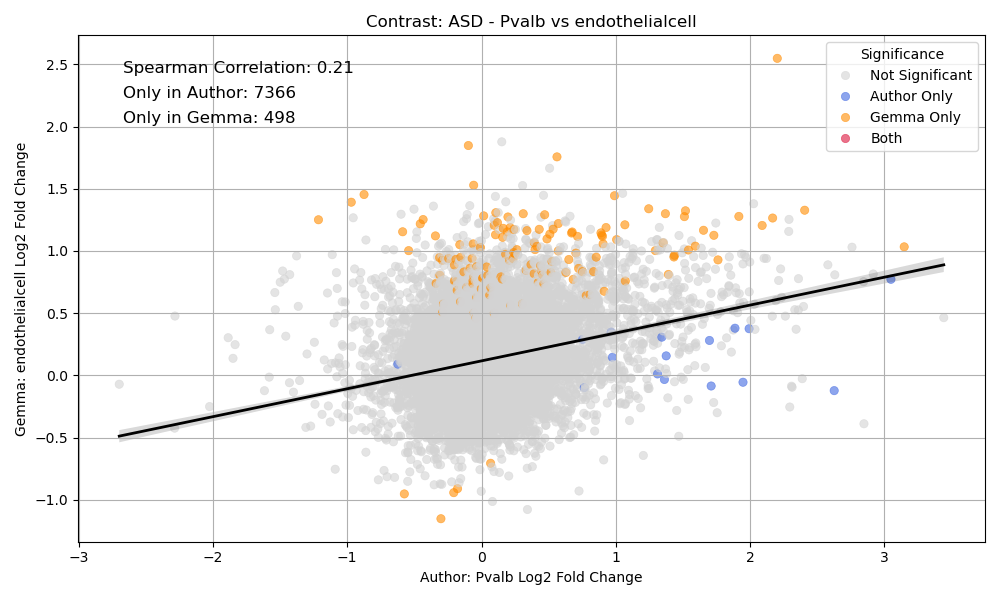 Contrast: ASD - Pvalb vs endothelialcell
Spearman Correlation: 0.21
Only in Author: 7366
Only in Gemma: 498
Significance
Not Significant
Author Only
Gemma Only
Both
2.5
2.0
1.5
1.0
0.5
0.0
−0.5
−1.0
Gemma: endothelialcell Log2 Fold Change
−3
−2
−1
0
1
2
3
Author: Pvalb Log2 Fold Change